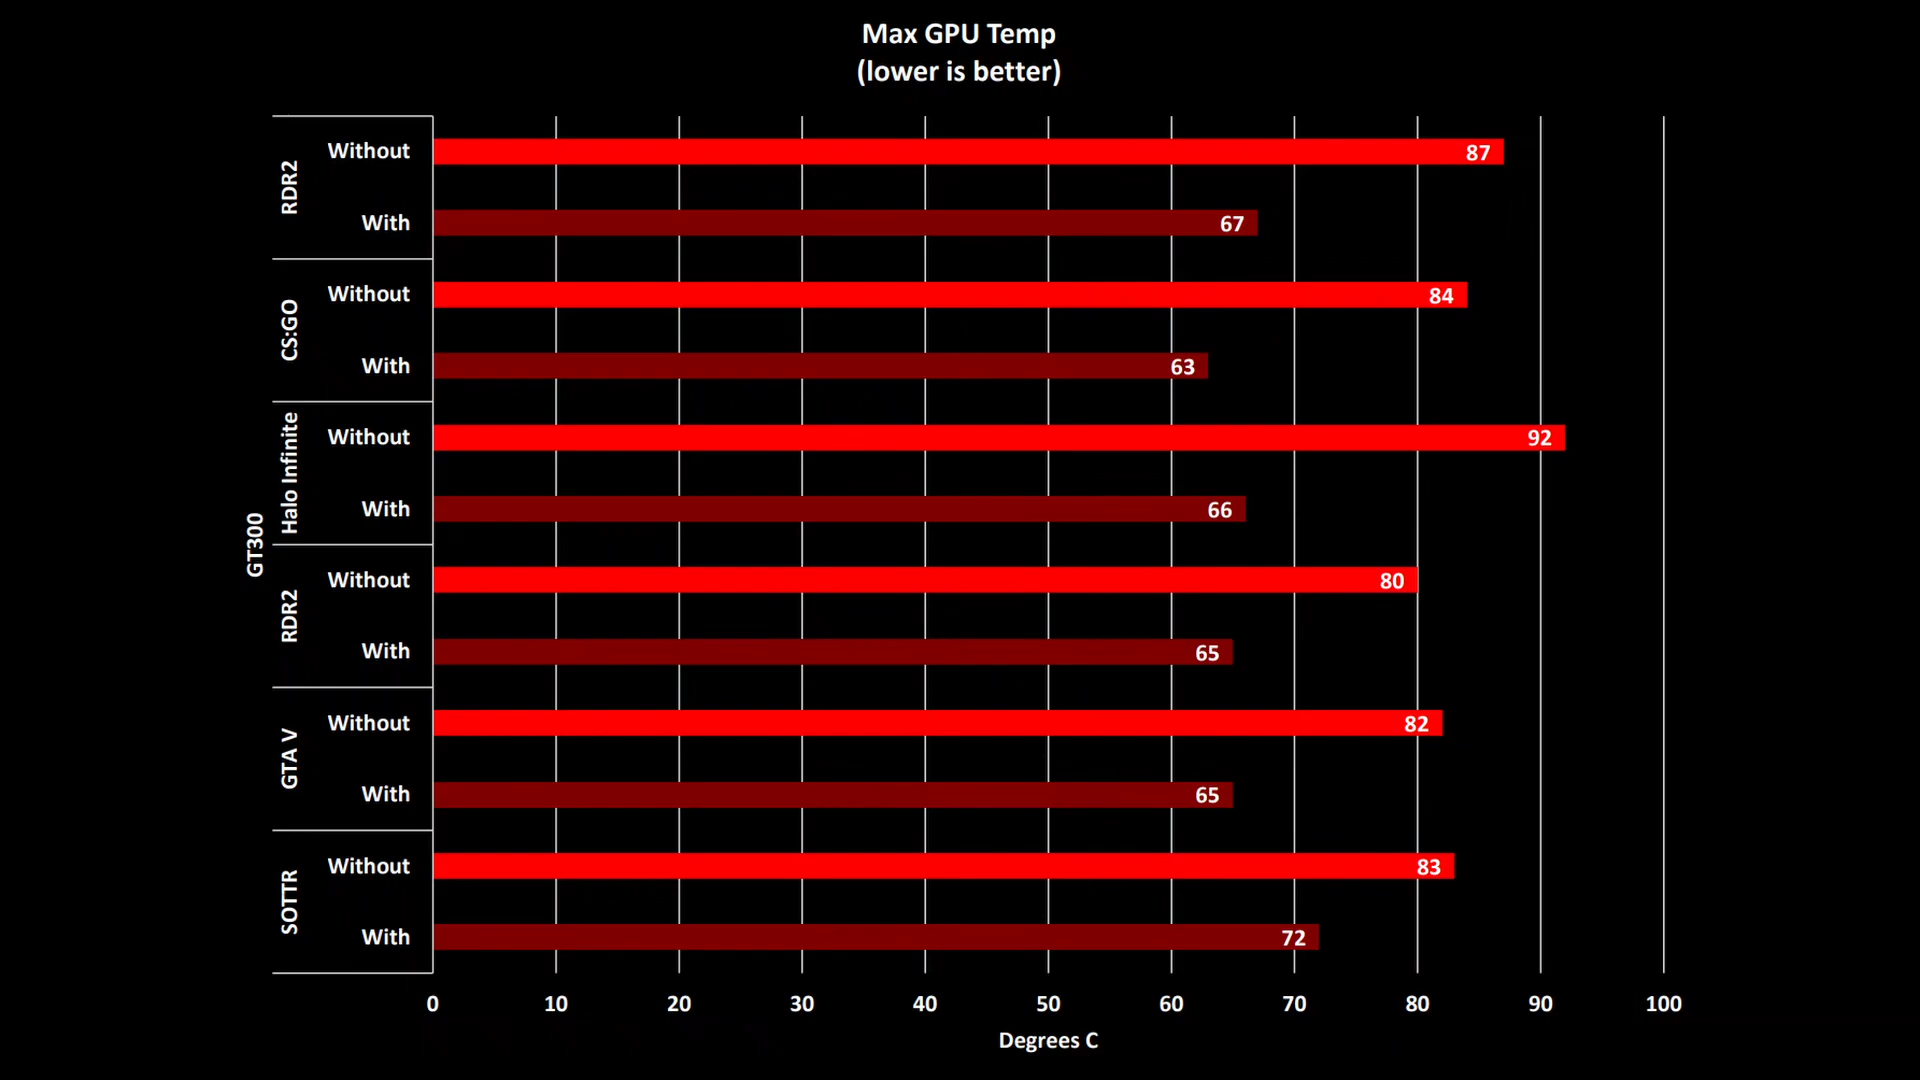 Max GPU Temp
(lower is better)
GT300
RDR2
Without
87
With
67
CS:GO
Without
84
With
63
Halo Infinite
Without
92
With
66
RDR2
Without
80
With
65
GTA V
Without
82
With
65
SOTTR
Without
83
With
72
0 10 20 30 40 50 60 70 80 90 100
Degrees C